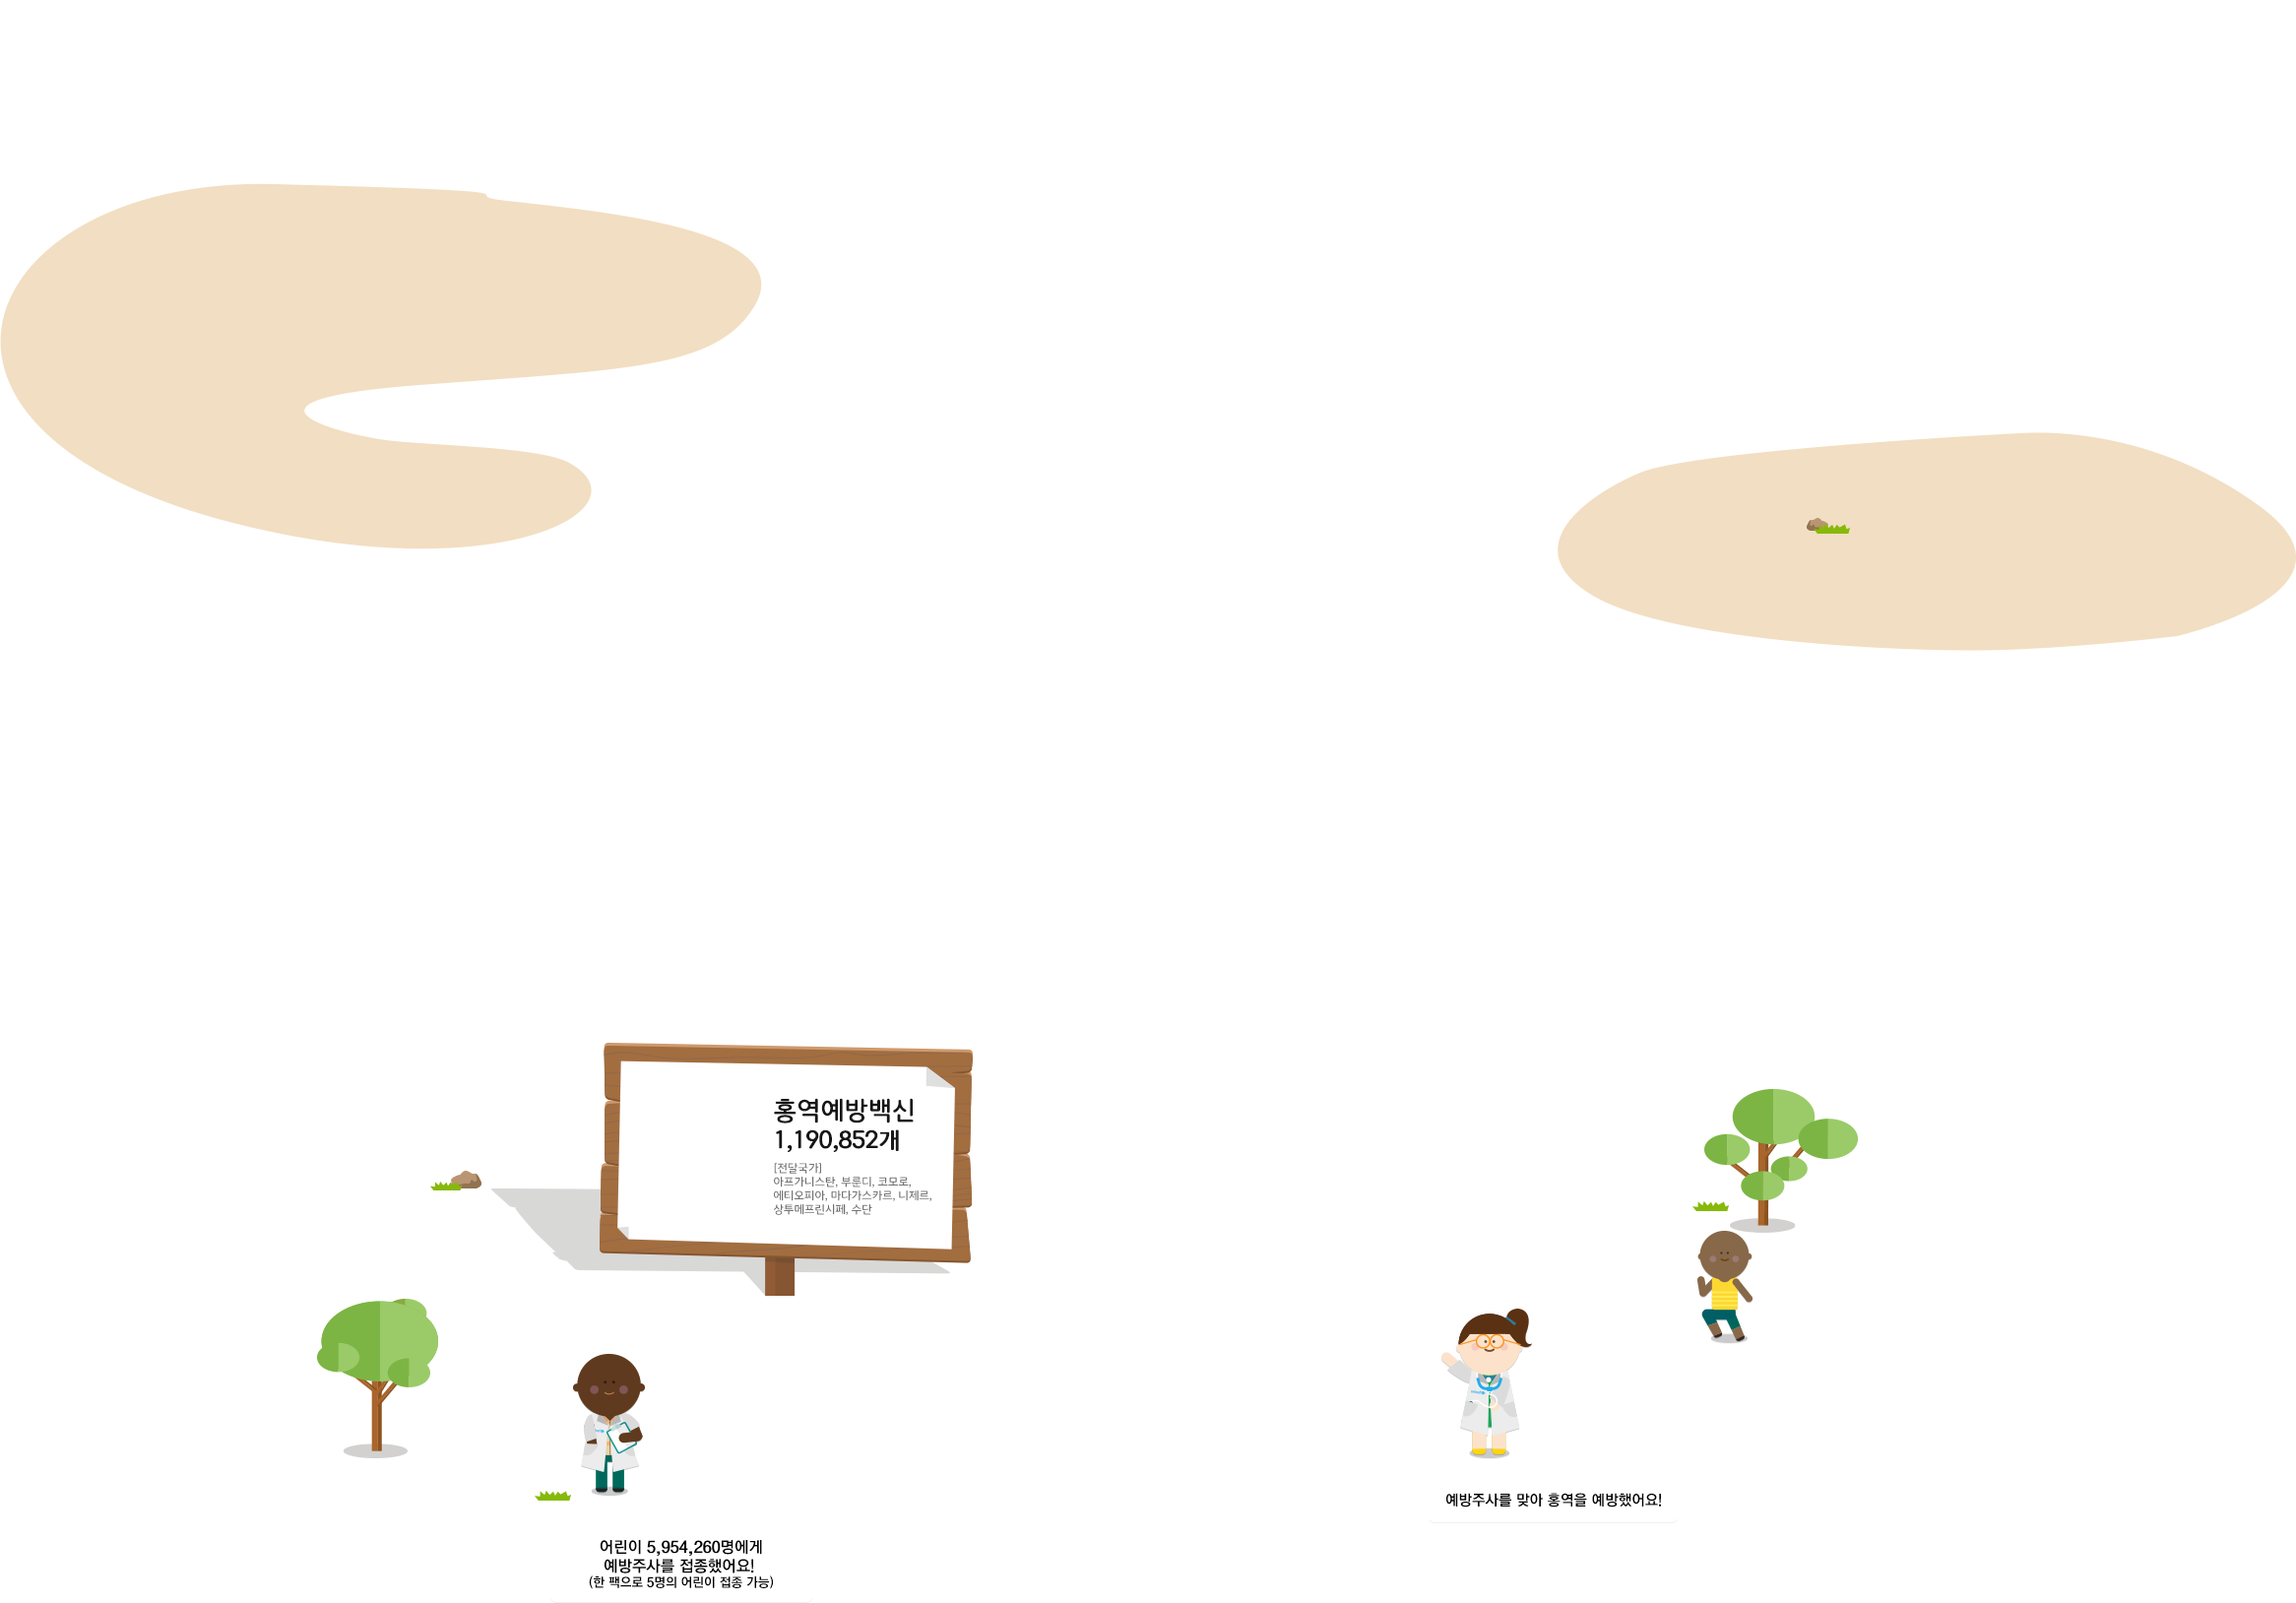 홍역예방백신
1,190,852개
[전달국가]
아프가니스탄, 부룬디, 코모로,
에티오피아, 마다가스카르, 니제르,
상투메프린시페, 수단
예방주사를 맞아 홍역을 예방했어요!
어린이 5,954,260명에게
예방주사를 접종했어요!
(한 팩으로 5명의 어린이 접종 가능)